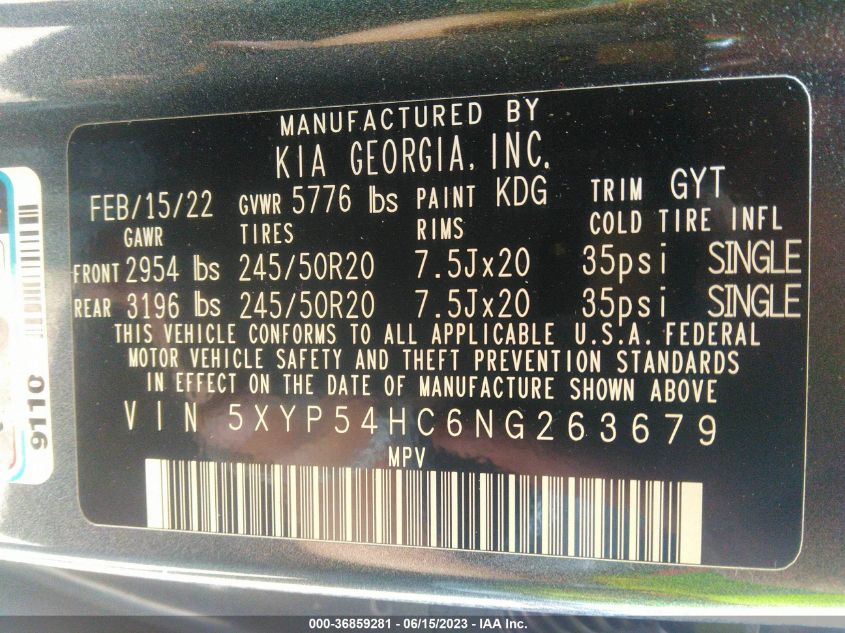 MANUFACTURED BY
KIA GEORGIA, INC.
FEB/15/22 GVWR 5776 lbs PAINT KDG TRIM GYT
GAWR TIRES RIMS COLD TIRE INFL
FRONT 2954 lbs 245/50R20 7.5Jx20 35psi SINGLE
REAR 3196 lbs 245/50R20 7.5Jx20 35psi SINGLE
THIS VEHICLE CONFORMS TO ALL APPLICABLE U.S.A. FEDERAL
MOTOR VEHICLE SAFETY AND THEFT PREVENTION STANDARDS
IN EFFECT ON THE DATE OF MANUFACTURE SHOWN ABOVE
VIN 5XYP54HC6NG263679
MPV
9110
000-36859281 - 06/15/2023 - IAA Inc.